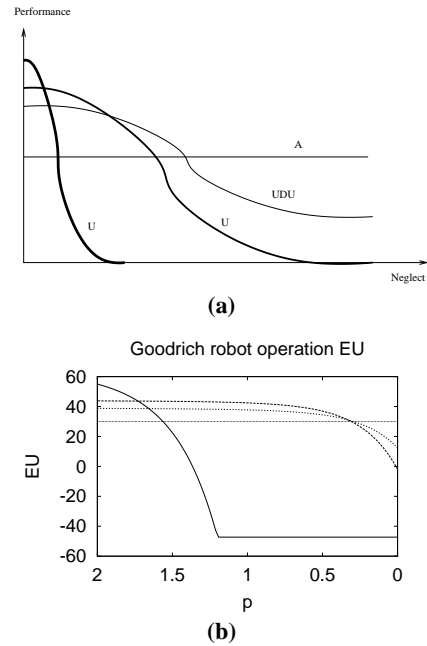 Performance
A
UDU
U
U
Neglect
(a)
Goodrich robot operation EU
60
40
20
0
-20
-40
-60
EU
2
1.5
1
0.5
0
p
(b)